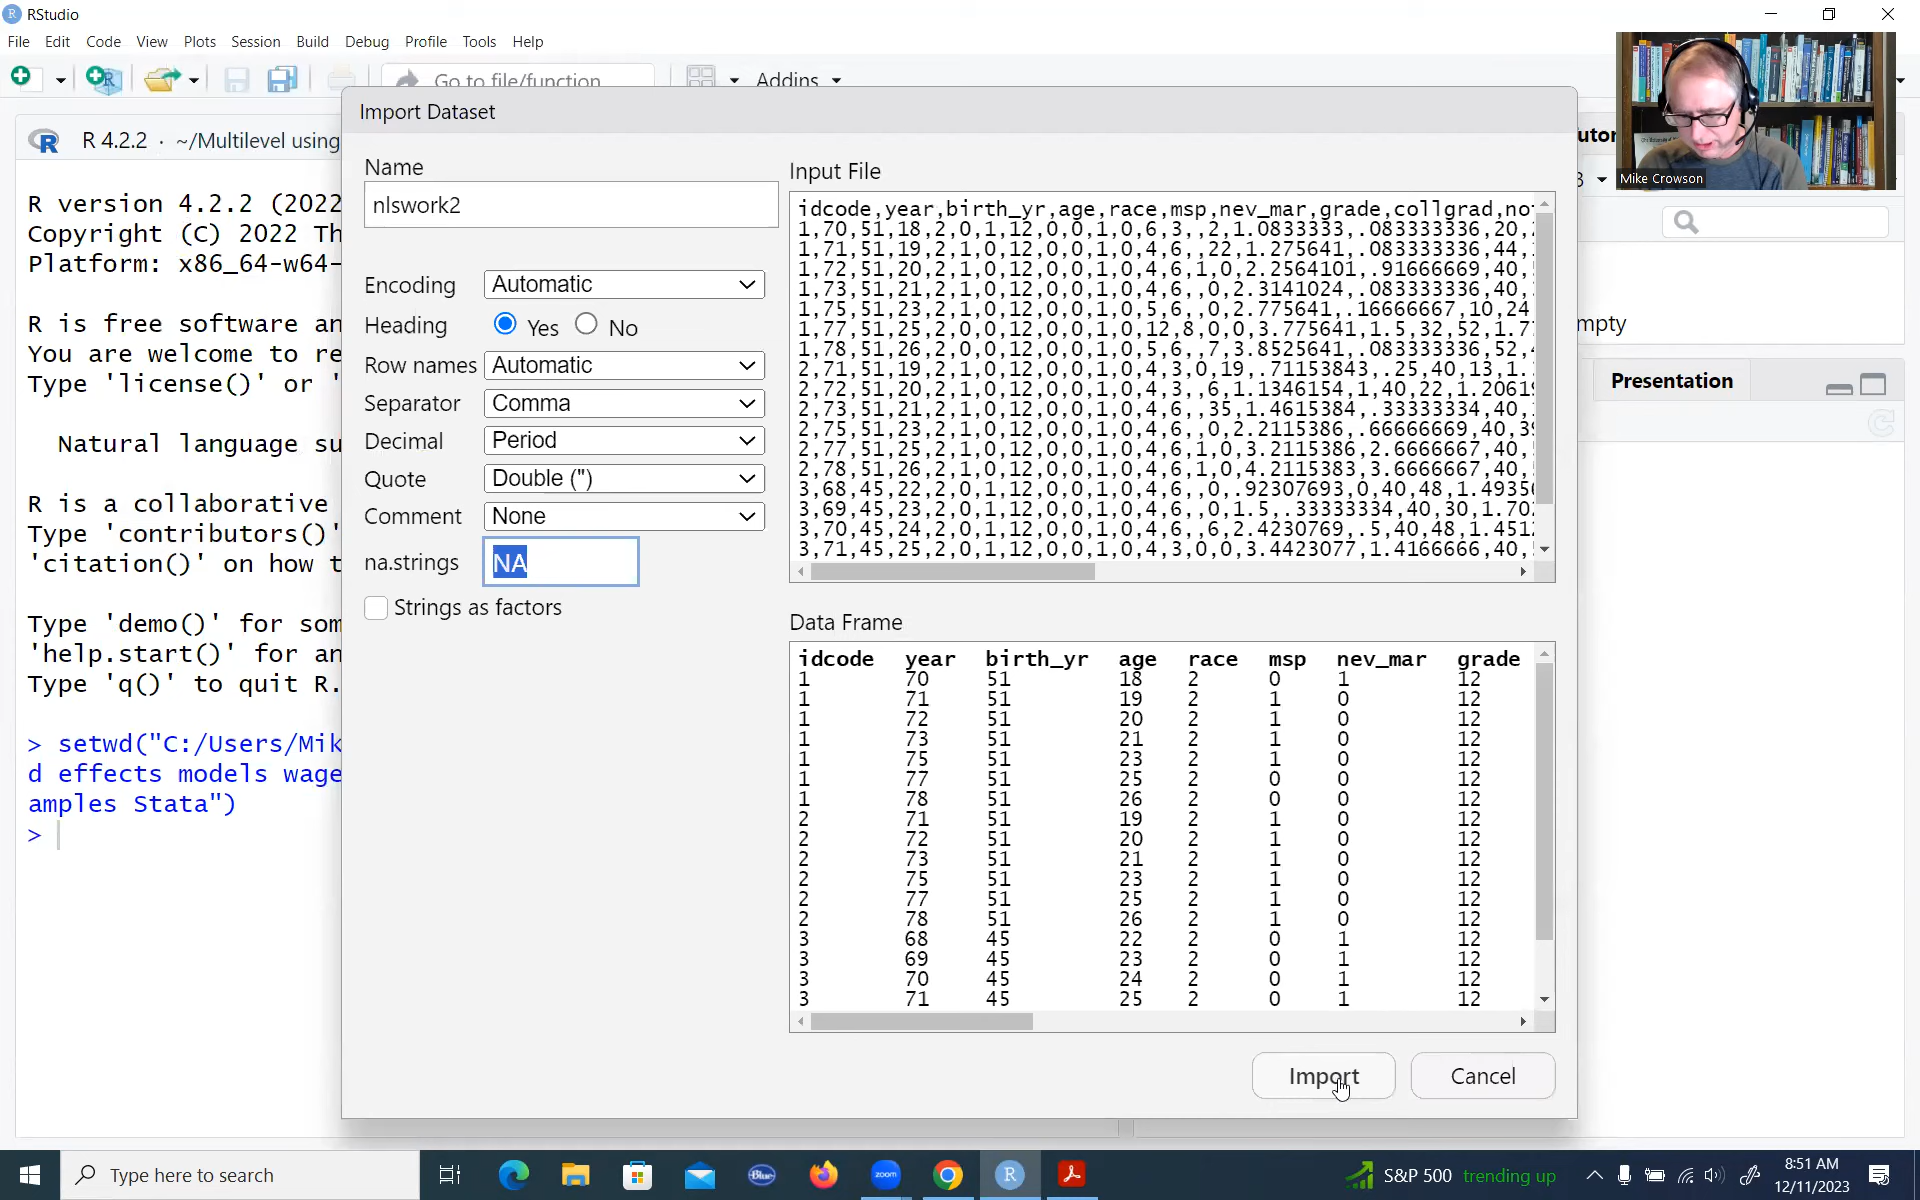 RStudio
File Edit Code View Plots Session Build Debug Profile Tools Help
Go to file/function Addins
R 4.2.2 · ~/Multilevel using
R version 4.2.2 (2022
Copyright (C) 2022 Th
Platform: x86_64-w64-
R is free software an
You are welcome to re
Type 'license()' or '
Natural language su
R is a collaborative
Type 'contributors()'
'citation()' on how t
Type 'demo()' for som
'help.start()' for an
Type 'q()' to quit R.
> setwd("C:/Users/Mik
d effects models wage
amples Stata")
>
Import Dataset
Name
nlswork2
Encoding Automatic
Heading Yes No
Row names Automatic
Separator Comma
Decimal Period
Quote Double (")
Comment None
na.strings NA
Strings as factors
Input File
idcode,year,birth_yr,age,race,msp,nev_mar,grade,collgrad,no
1,70,51,18,2,0,1,12,0,0,1,0,6,3,,2,1.0833333,.083333336,20,
1,71,51,19,2,1,0,12,0,0,1,0,4,6,,22,1.275641,.083333336,44,
1,72,51,20,2,1,0,12,0,0,1,0,4,6,,1,0,2.2564101,.91666669,40,
1,73,51,21,2,1,0,12,0,0,1,0,4,6,,0,2.3141024,.083333336,40,
1,75,51,23,2,1,0,12,0,0,1,0,5,6,,0,2.775641,.16666667,10,24
1,77,51,25,2,0,0,12,0,0,1,0,12,8,0,0,3.775641,1.5,32,52,1.7
1,78,51,26,2,0,0,12,0,0,1,0,5,6,,7,3.8525641,.083333336,52,
2,71,51,19,2,1,0,12,0,0,1,0,4,3,0,19,.71153843,.25,40,13,1.
2,72,51,20,2,1,0,12,0,0,1,0,4,6,,6,1.1346154,1,40,22,1.2061
2,73,51,21,2,1,0,12,0,0,1,0,4,6,,35,1.4615384,.33333334,40,
2,75,51,23,2,1,0,12,0,0,1,0,4,6,,0,2.2115386,.66666669,40,3
2,77,51,25,2,1,0,12,0,0,1,0,4,6,1,0,3.2115386,2.6666667,40,
2,78,51,26,2,1,0,12,0,0,1,0,4,6,1,0,4.2115383,3.6666667,40,
3,68,45,22,2,0,1,12,0,0,1,0,4,6,,0,.92307693,0,40,48,1.4935
3,69,45,23,2,0,1,12,0,0,1,0,4,6,,0,1.5,.33333334,40,30,1.70
3,70,45,24,2,0,1,12,0,0,1,0,4,6,,6,2.4230769,.5,40,48,1.451
3,71,45,25,2,0,1,12,0,0,1,0,4,3,0,0,3.4423077,1.4166666,40,
Data Frame
idcode year birth_yr age race msp nev_mar grade
1 70 51 18 2 0 1 12
1 71 51 19 2 1 0 12
1 72 51 20 2 1 0 12
1 73 51 21 2 1 0 12
1 75 51 23 2 1 0 12
1 77 51 25 2 0 0 12
1 78 51 26 2 0 0 12
2 71 51 19 2 1 0 12
2 72 51 20 2 1 0 12
2 73 51 21 2 1 0 12
2 75 51 23 2 1 0 12
2 77 51 25 2 1 0 12
2 78 51 26 2 1 0 12
3 68 45 22 2 0 1 12
3 69 45 23 2 0 1 12
3 70 45 24 2 0 1 12
3 71 45 25 2 0 1 12
Import Cancel
Mike Crowson
utor
mpty
Presentation
Type here to search
Blue
zoom
S&P 500 trending up
8:51 AM
12/11/2023